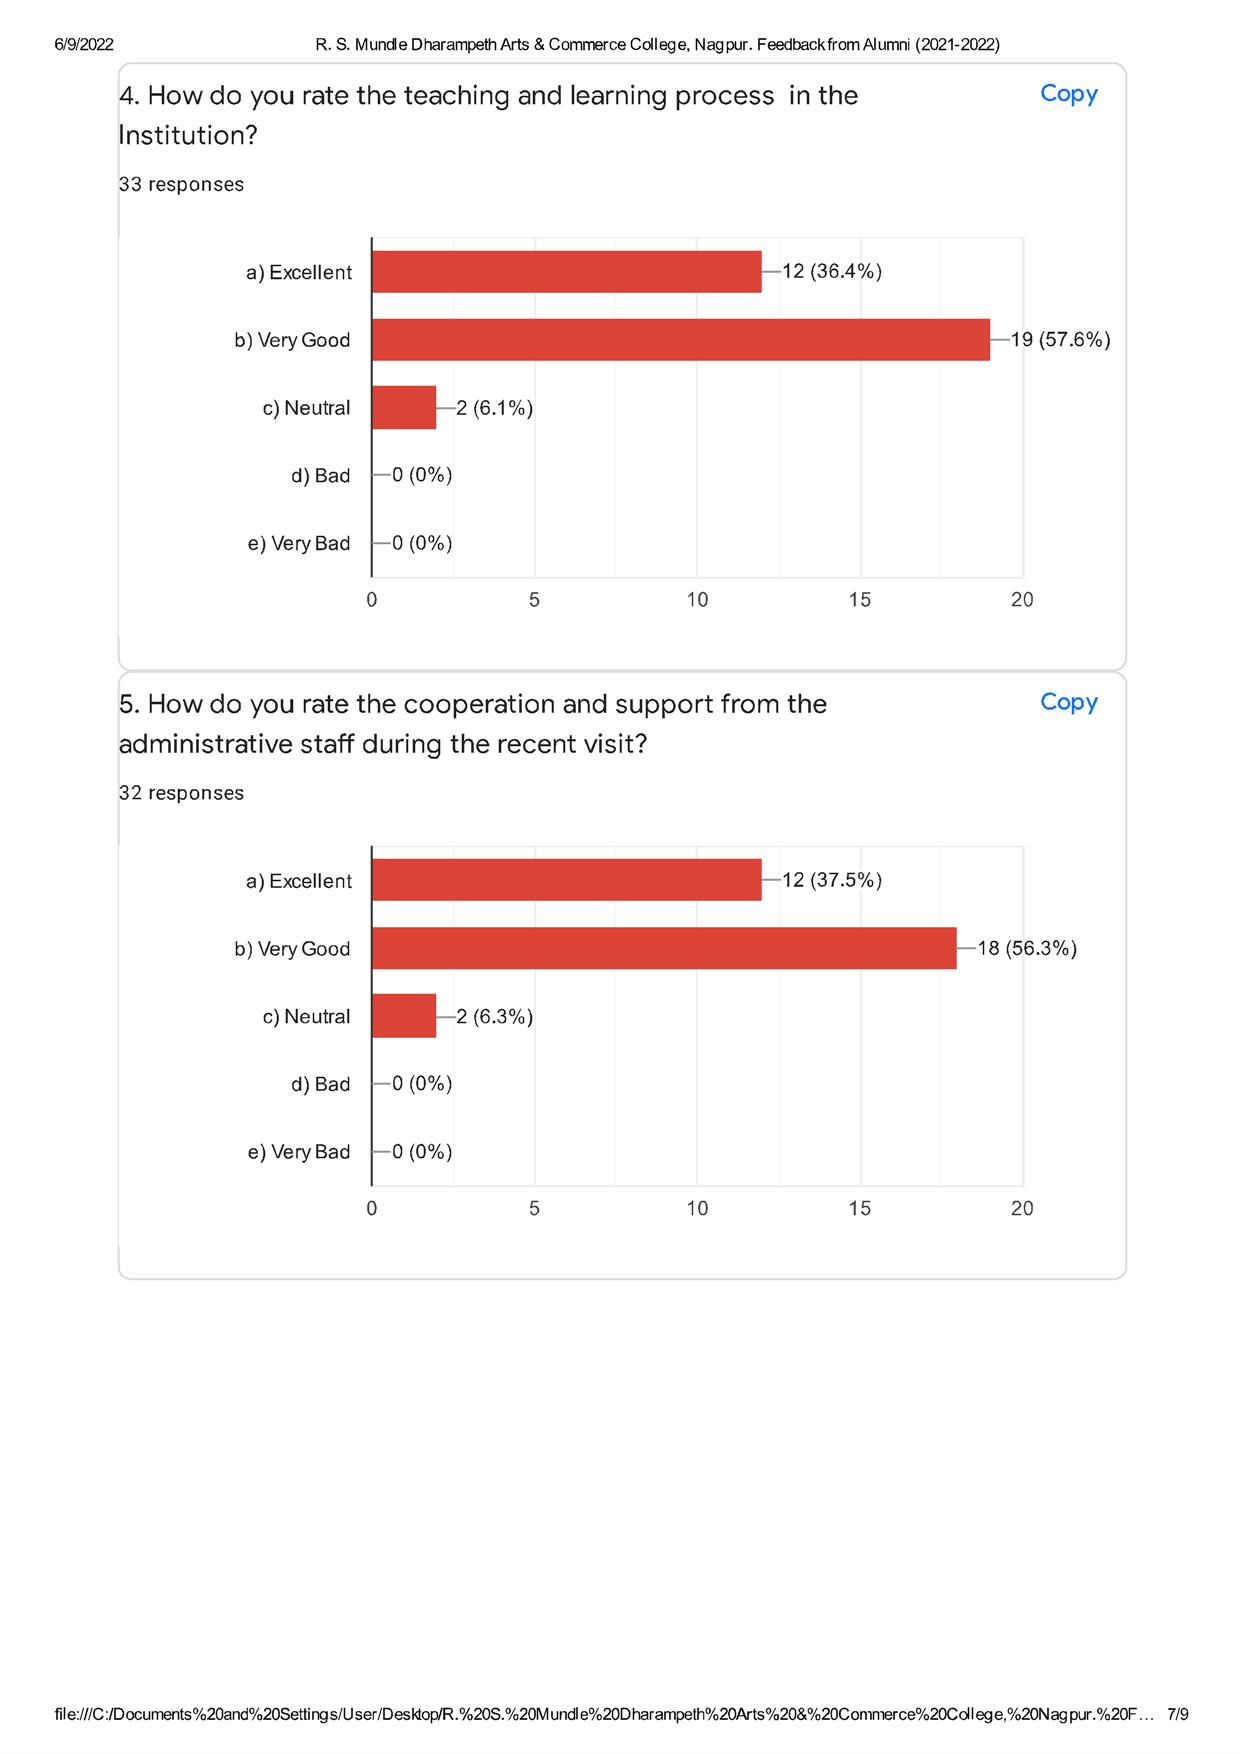 6/9/2022 R. S. Mundle Dharampeth Arts & Commerce College, Nagpur. Feedback from Alumni (2021-2022)
4. How do you rate the teaching and learning process in the Copy
Institution?
33 responses
a) Excellent 12 (36.4%)
b) Very Good 19 (57.6%)
c) Neutral 2 (6.1%)
d) Bad 0 (0%)
e) Very Bad 0 (0%)
0 5 10 15 20
5. How do you rate the cooperation and support from the Copy
administrative staff during the recent visit?
32 responses
a) Excellent 12 (37.5%)
b) Very Good 18 (56.3%)
c) Neutral 2 (6.3%)
d) Bad 0 (0%)
e) Very Bad 0 (0%)
0 5 10 15 20
file:///C:/Documents%20and%20Settings/User/Desktop/R.%20S.%20Mundle%20Dharampeth%20Arts%20&%20Commerce%20College,%20Nagpur.%20F… 7/9